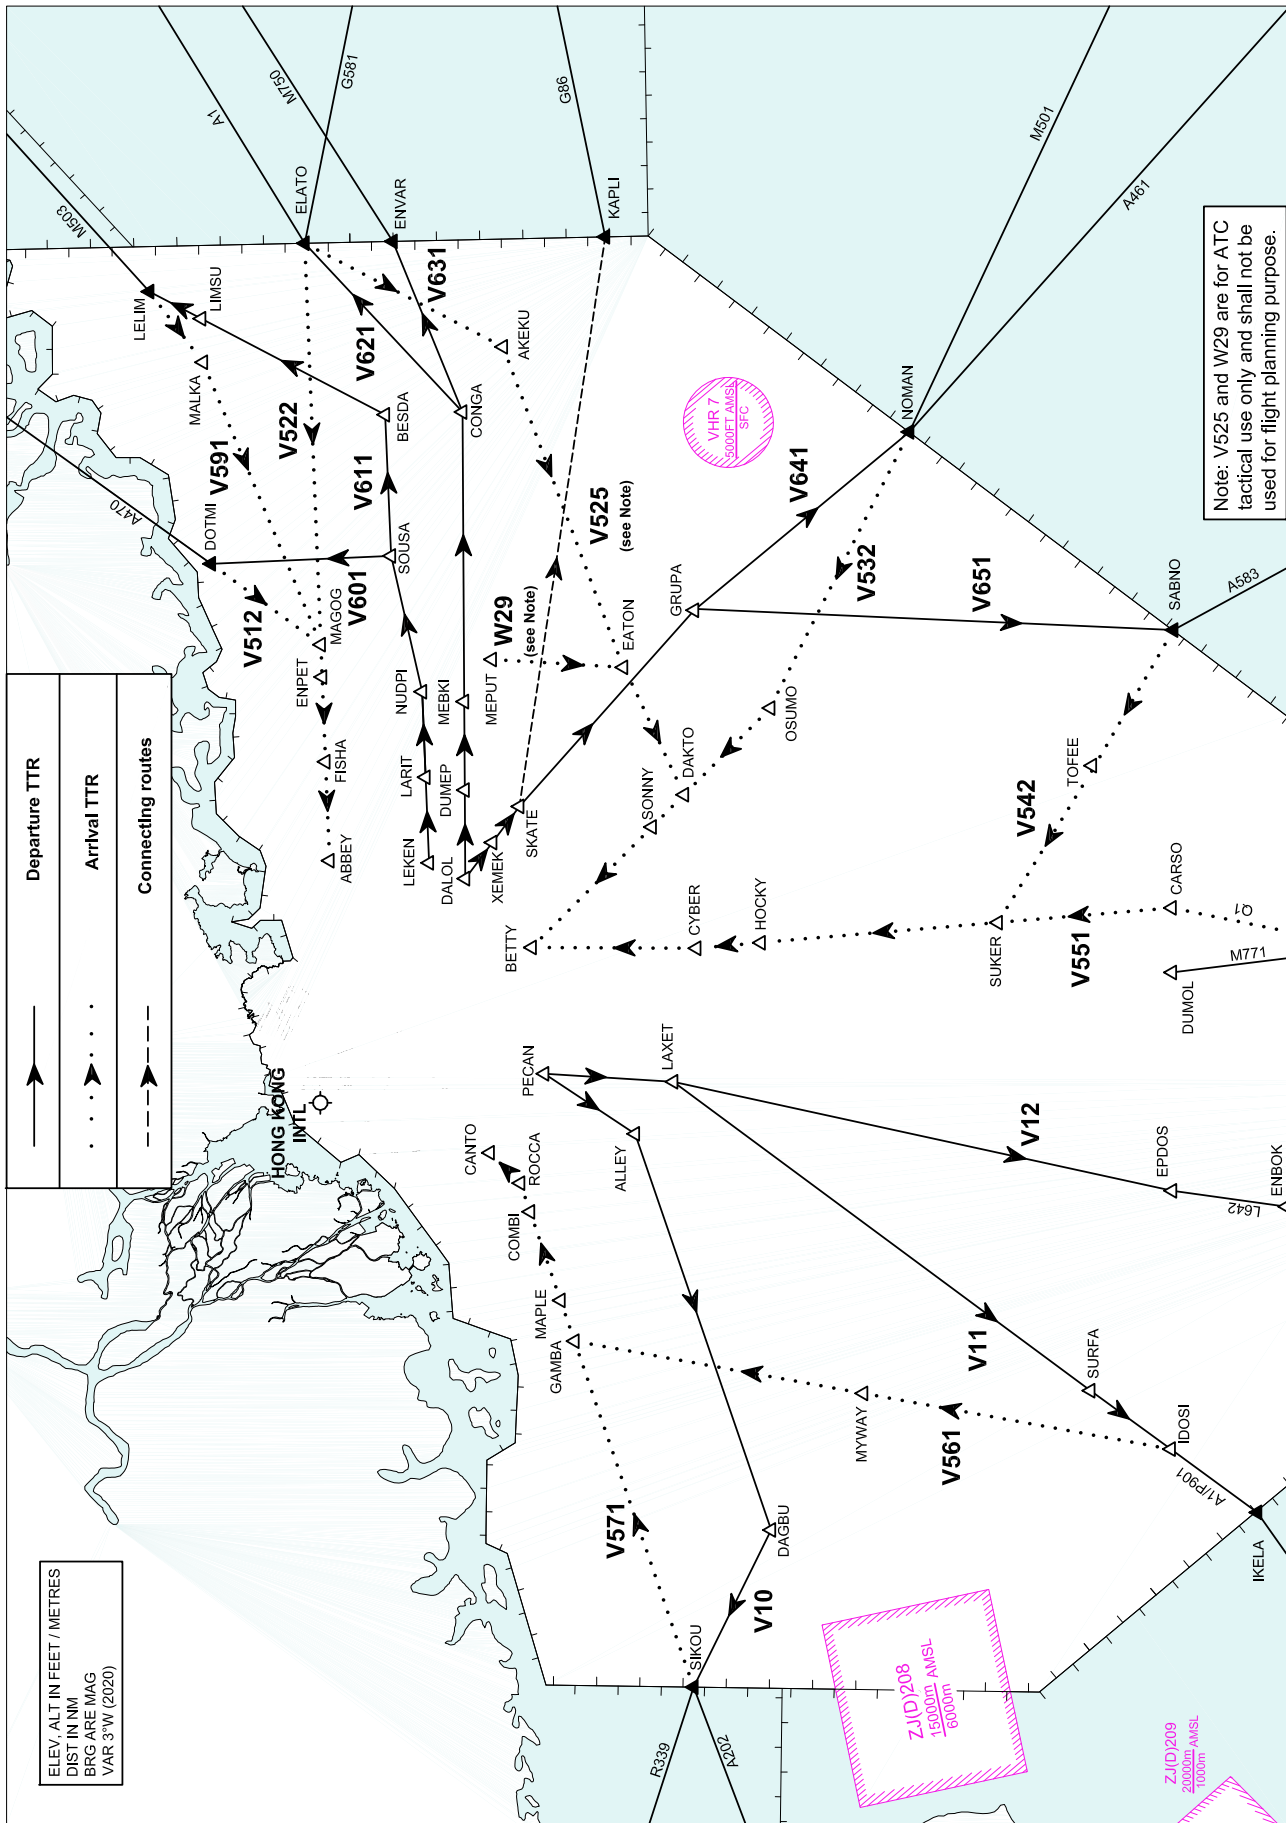 Departure TTR
Arrival TTR
Connecting routes
ELEV, ALT IN FEET / METRES
DIST IN NM
BRG ARE MAG
VAR 3°W (2020)
Note: V525 and W29 are for ATC
tactical use only and shall not be
used for flight planning purpose.
HONG KONG
INTL
A1
M750
G581
M503
G86
M501
A461
A470
A583
Q1
M771
L642
A1/P901
R339
A202
ELATO
ENVAR
KAPLI
LELIM
LIMSU
MALKA
DOTMI
V591
V522
V621
V631
V611
V601
V512
BESDA
CONGA
AKEKU
SOUSA
MAGOG
ENPET
FISHA
ABBEY
NUDPI
LARIT
LEKEN
MEBKI
DUMEP
DALOL
MEPUT
W29
(see Note)
V525
(see Note)
XEMEK
SKATE
EATON
GRUPA
VHR 7
5000FT AMSL
SFC
V641
NOMAN
V532
V651
SABNO
OSUMO
DAKTO
SONNY
BETTY
CYBER
HOCKY
TOFEE
V542
SUKER
CARSO
V551
DUMOL
PECAN
LAXET
ALLEY
CANTO
ROCCA
COMBI
MAPLE
GAMBA
V12
EPDOS
ENBOK
V11
SURFA
IDOSI
MYWAY
V561
V571
DAGBU
V10
SIKOU
IKELA
ZJ(D)208
15000m AMSL
6000m
ZJ(D)209
20000m AMSL
1000m